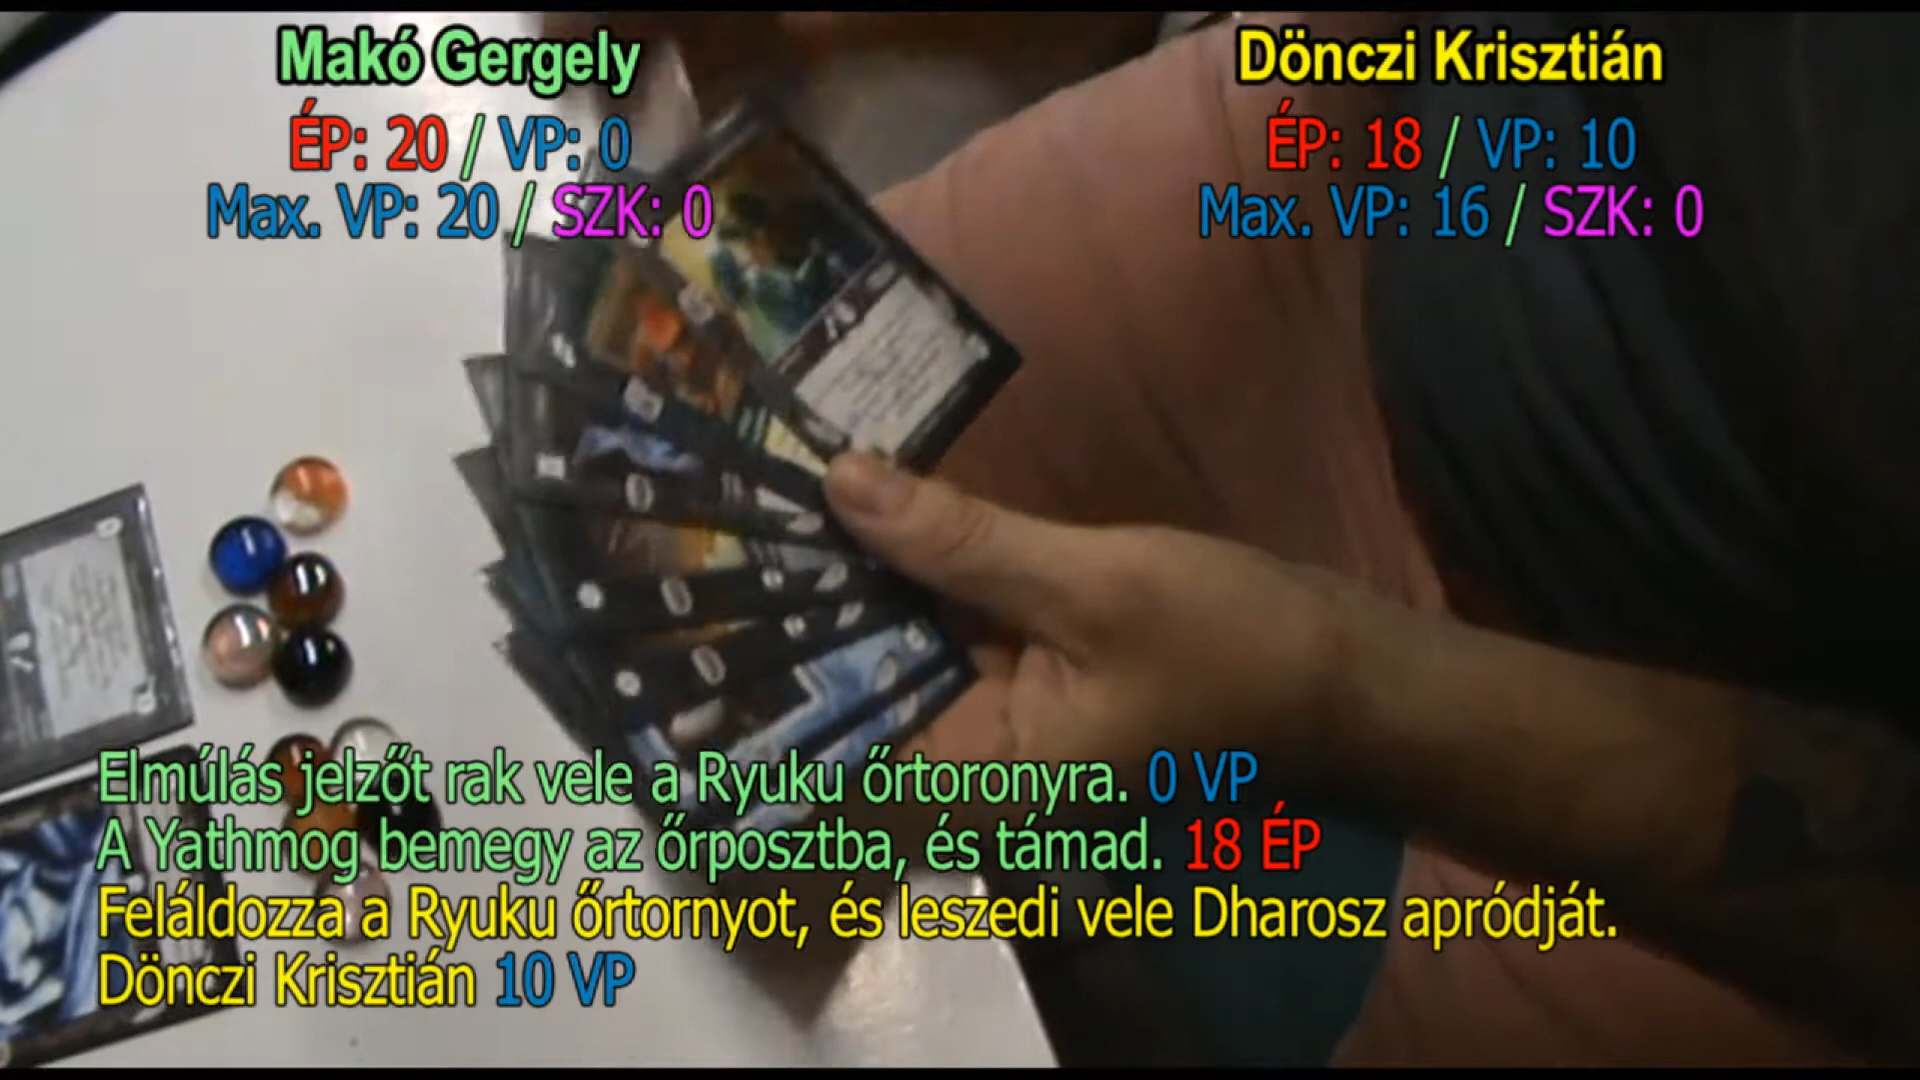 Makó Gergely
ÉP: 20 / VP: 0
Max. VP: 20 / SZK: 0
Dönczi Krisztián
ÉP: 18 / VP: 10
Max. VP: 16 / SZK: 0
Elmúlás jelzőt rak vele a Ryuku őrtoronyra. 0 VP
A Yathmog bemegy az őrposztba, és támad. 18 ÉP
Feláldozza a Ryuku őrtornyot, és leszedi vele Dharosz apródját.
Dönczi Krisztián 10 VP